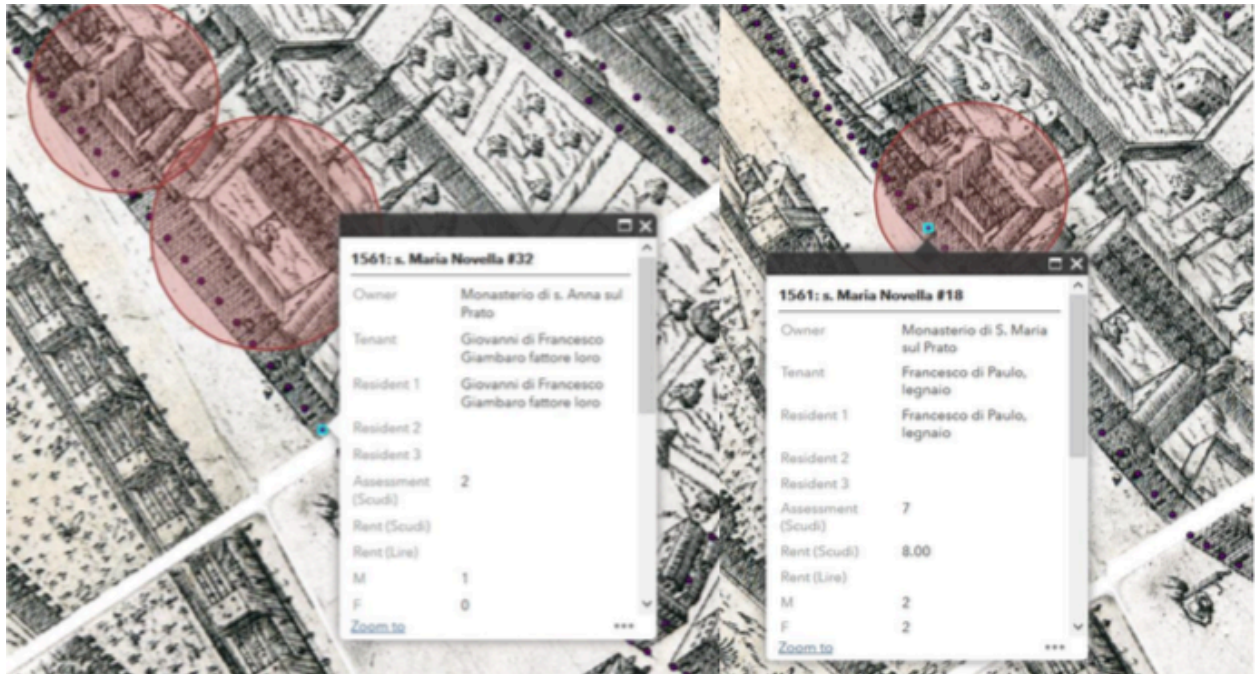 1561: s. Maria Novella #32
Owner Monasterio di s. Anna sul
Prato
Tenant Giovanni di Francesco
Giambaro fattore loro
Resident 1 Giovanni di Francesco
Giambaro fattore loro
Resident 2
Resident 3
Assessment 2
(Scudi)
Rent (Scudi)
Rent (Lire)
M 1
F 0
Zoom to
1561: s. Maria Novella #18
Owner Monasterio di S. Maria
sul Prato
Tenant Francesco di Paulo,
legnaio
Resident 1 Francesco di Paulo,
legnaio
Resident 2
Resident 3
Assessment 7
(Scudi)
Rent (Scudi) 8.00
Rent (Lire)
M 2
F 2
Zoom to